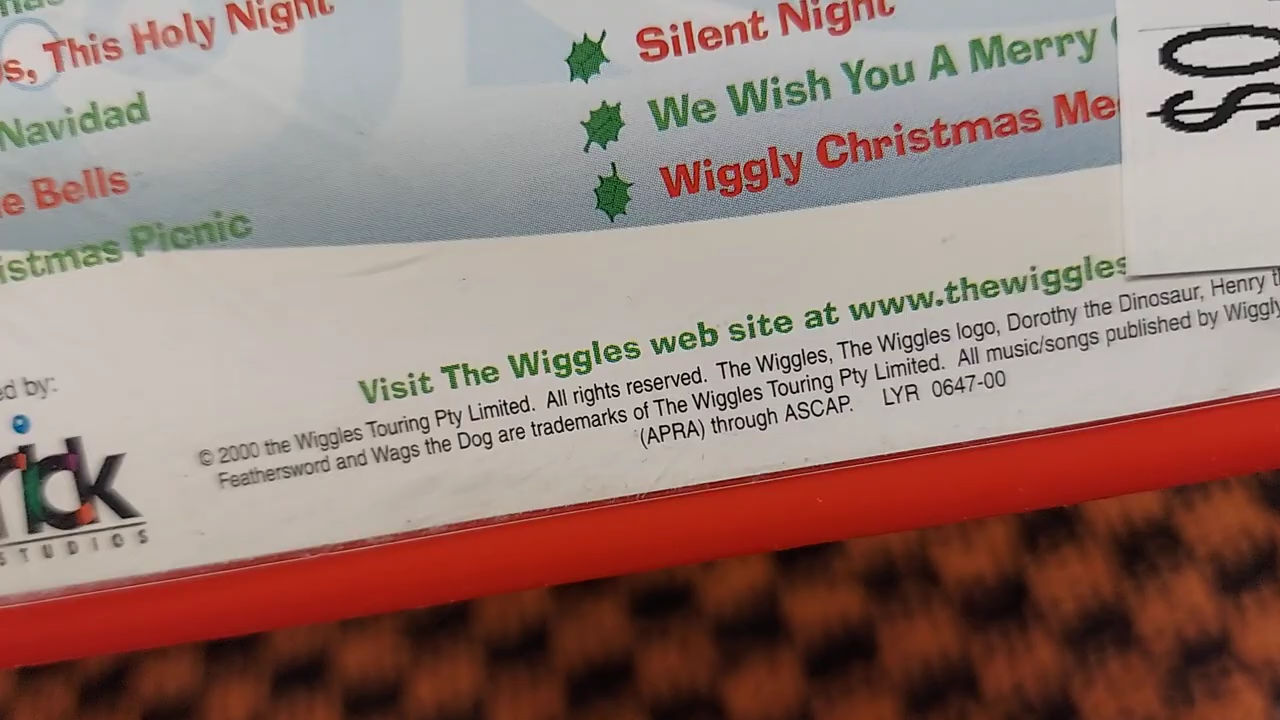 s, This Holy Night
Navidad
e Bells
istmas Picnic
Silent Night
We Wish You A Merry
Wiggly Christmas Me
$0
Visit The Wiggles web site at www.thewiggles
© 2000 the Wiggles Touring Pty Limited. All rights reserved. The Wiggles, The Wiggles logo, Dorothy the Dinosaur, Henry t
Feathersword and Wags the Dog are trademarks of The Wiggles Touring Pty Limited. All music/songs published by Wiggly
(APRA) through ASCAP. LYR 0647-00
ed by:
rick
STUDIOS